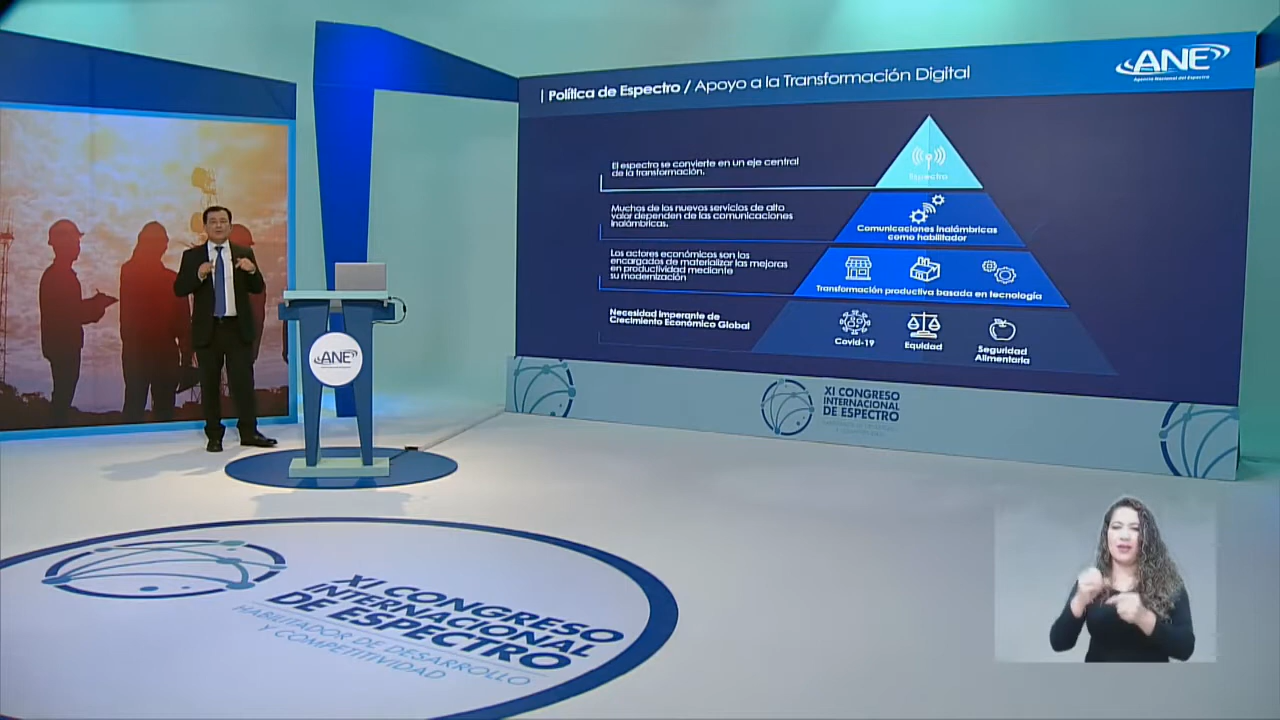 | Política de Espectro / Apoyo a la Transformación Digital
ANE
Agencia Nacional del Espectro
El espectro se convierte en un eje central
de la transformación.
Espectro
Muchos de los nuevos servicios de alto
valor dependen de las comunicaciones
inalámbricas.
Comunicaciones inalámbricas
como habilitador
Los actores económicos son los
encargados de materializar las mejoras
en productividad mediante
su modernización
Transformación productiva basada en tecnología
Necesidad Imperante de
Crecimiento Económico Global
Covid-19
Equidad
Seguridad
Alimentaria
ANE
XI CONGRESO
INTERNACIONAL
DE ESPECTRO
XI CONGRESO
INTERNACIONAL
DE ESPECTRO
HABILITADOR DE DESARROLLO
Y COMPETITIVIDAD